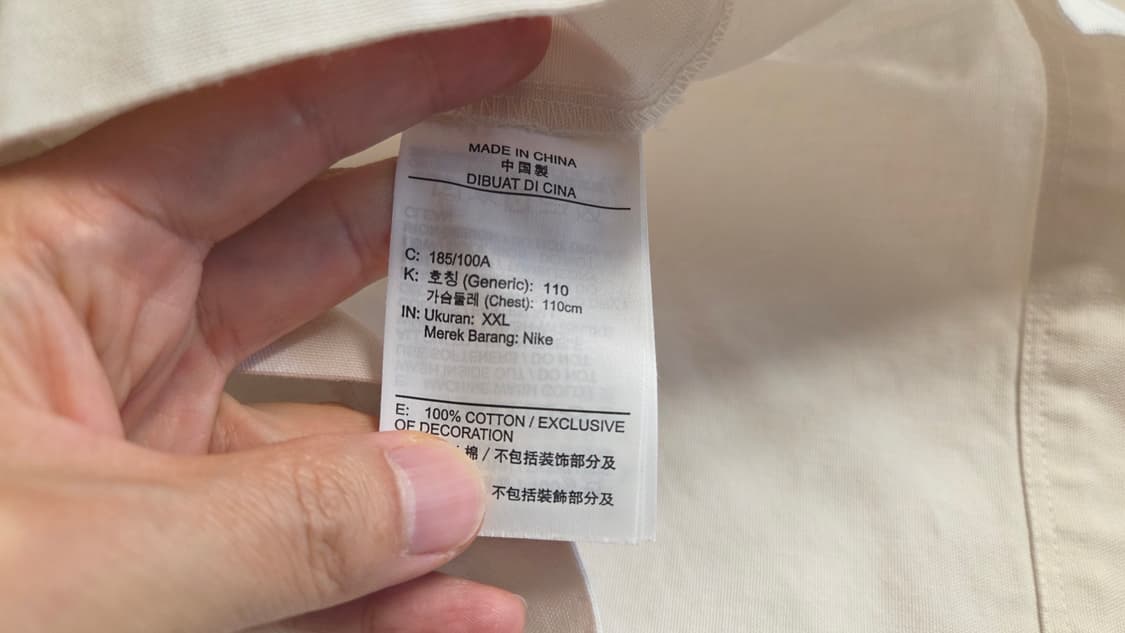 MADE IN CHINA
中国製
DIBUAT DI CINA
C: 185/100A
K: 호칭 (Generic): 110
가슴둘레 (Chest): 110cm
IN: Ukuran: XXL
Merek Barang: Nike
E: 100% COTTON / EXCLUSIVE
OF DECORATION
棉 / 不包括装饰部分及
不包括裝飾部分及